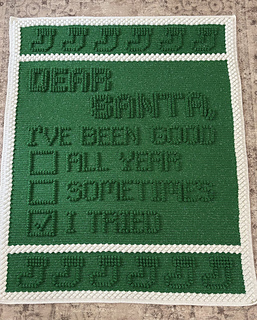 DEAR
SANTA,
I'VE BEEN GOOD
ALL YEAR
SOMETIMES
I TRIED